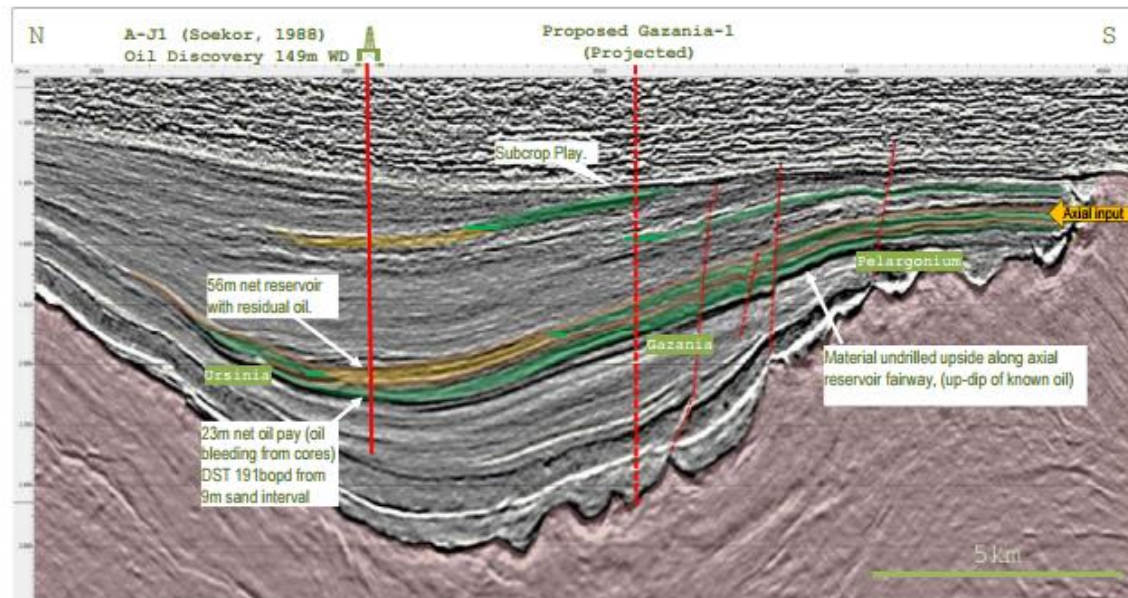 N
A-J1 (Soekor, 1988)
Oil Discovery 149m WD
Proposed Gazania-1
(Projected)
S
Subcrop Play.
Axial input
56m net reservoir
with residual oil.
Pelargonium
Gazania
Ursinia
Material undrilled upside along axial
reservoir fairway, (up-dip of known oil)
23m net oil pay (oil
bleeding from cores)
DST 191bopd from
9m sand interval
5km